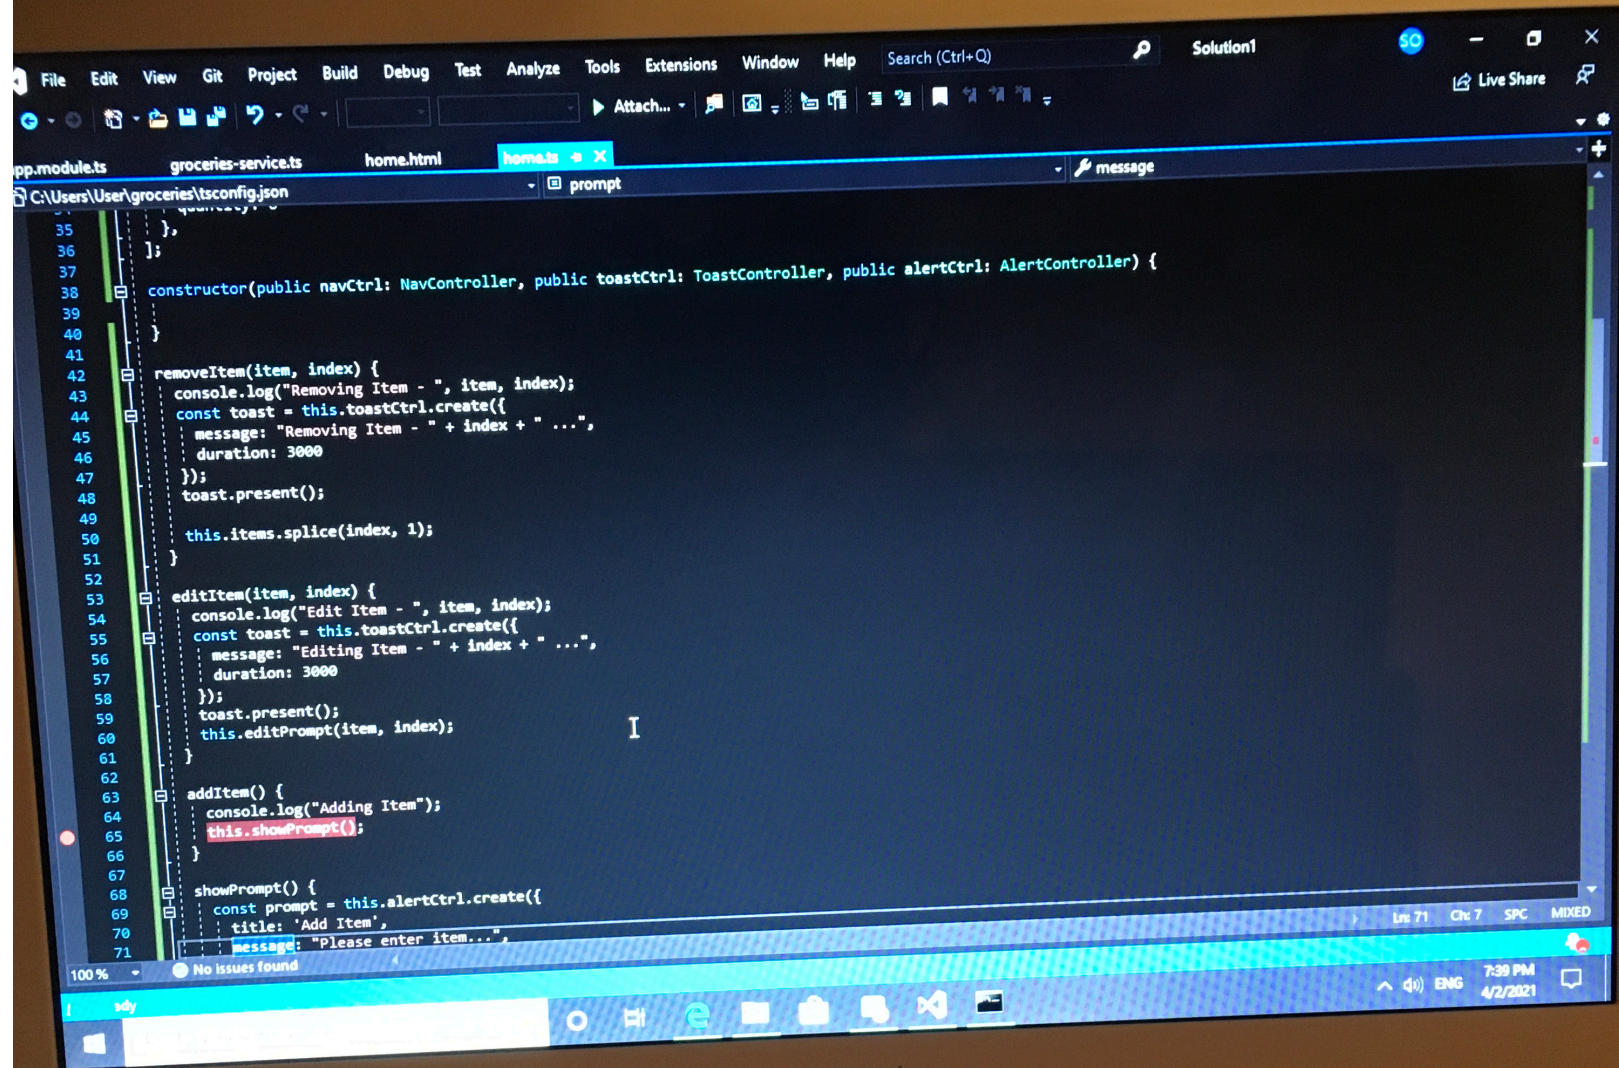 File Edit View Git Project Build Debug Test Analyze Tools Extensions Window Help Search (Ctrl+Q) Solution1 SO
Live Share
Attach...
pp.module.ts groceries-service.ts home.html home.ts
C:\Users\User\groceries\tsconfig.json prompt message
35 },
36 ];
37
38 constructor(public navCtrl: NavController, public toastCtrl: ToastController, public alertCtrl: AlertController) {
39
40 }
41
42 removeItem(item, index) {
43 console.log("Removing Item - ", item, index);
44 const toast = this.toastCtrl.create({
45 message: "Removing Item - " + index + " ...",
46 duration: 3000
47 });
48 toast.present();
49
50 this.items.splice(index, 1);
51 }
52
53 editItem(item, index) {
54 console.log("Edit Item - ", item, index);
55 const toast = this.toastCtrl.create({
56 message: "Editing Item - " + index + " ...",
57 duration: 3000
58 });
59 toast.present();
60 this.editPrompt(item, index);
61 }
62
63 addItem() {
64 console.log("Adding Item");
65 this.showPrompt();
66 }
67
68 showPrompt() {
69 const prompt = this.alertCtrl.create({
70 title: 'Add Item',
71 message: "Please enter item...",
100 % No issues found Ln: 71 Ch: 7 SPC MIXED
ENG 7:39 PM
4/2/2021